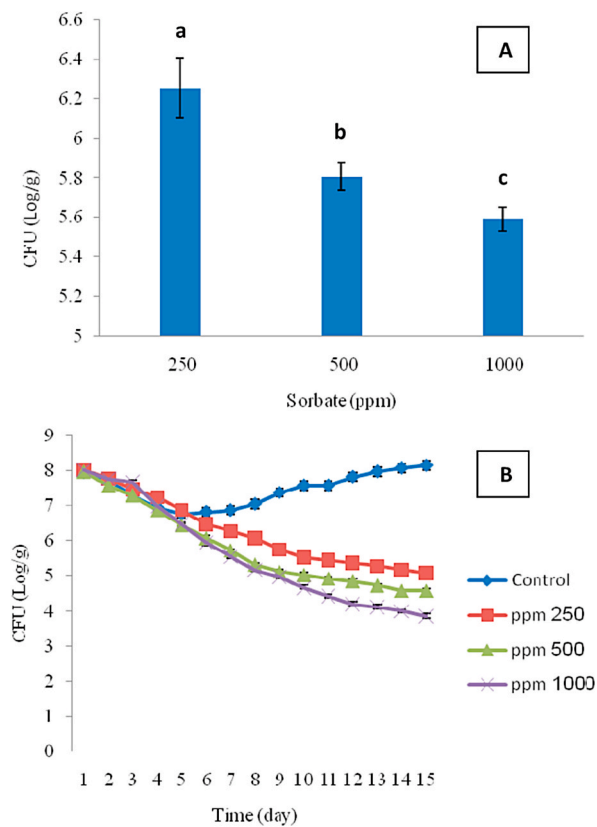 A
CFU (Log/g)
6.6
6.4
6.2
6
5.8
5.6
5.4
5.2
5
a
b
c
250 500 1000
Sorbate (ppm)
B
CFU (Log/g)
9
8
7
6
5
4
3
2
1
0
Control
ppm 250
ppm 500
ppm 1000
1 2 3 4 5 6 7 8 9 10 11 12 13 14 15
Time (day)